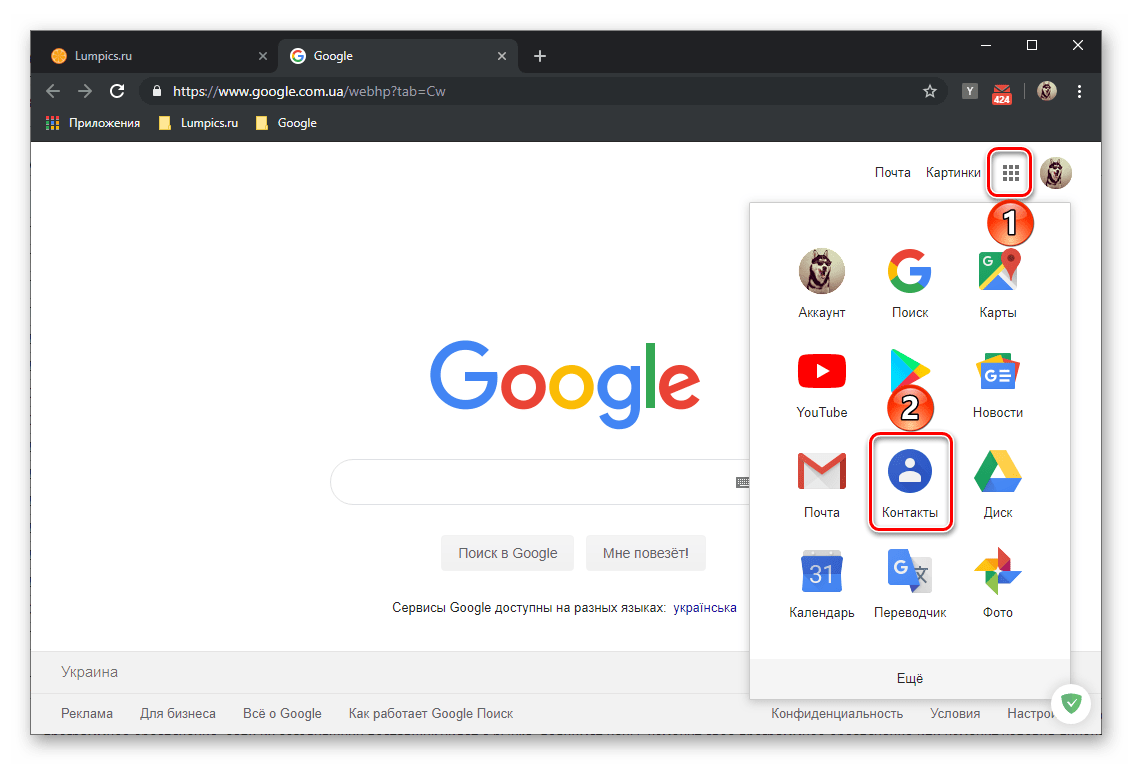 Lumpics.ru
Google
https://www.google.com.ua/webhp?tab=Cw
Y
424
Приложения
Lumpics.ru
Google
Почта
Картинки
1
Аккаунт
G
Поиск
Карты
YouTube
2
GE
Новости
Google
Почта
Контакты
Диск
Поиск в Google
Мне повезёт!
31
Календарь
G
Переводчик
Фото
Сервисы Google доступны на разных языках: українська
Украина
Ещё
Реклама
Для бизнеса
Всё о Google
Как работает Google Поиск
Конфиденциальность
Условия
Настрой